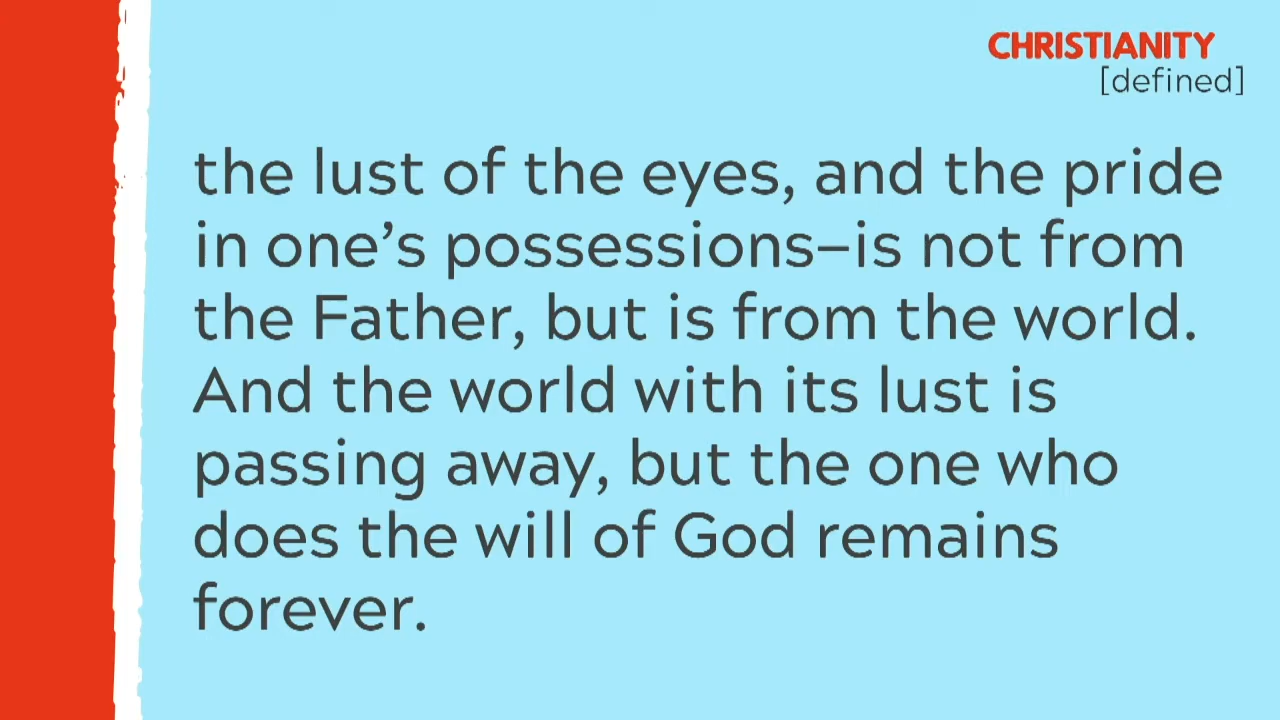 CHRISTIANITY
[defined]
the lust of the eyes, and the pride
in one’s possessions—is not from
the Father, but is from the world.
And the world with its lust is
passing away, but the one who
does the will of God remains
forever.